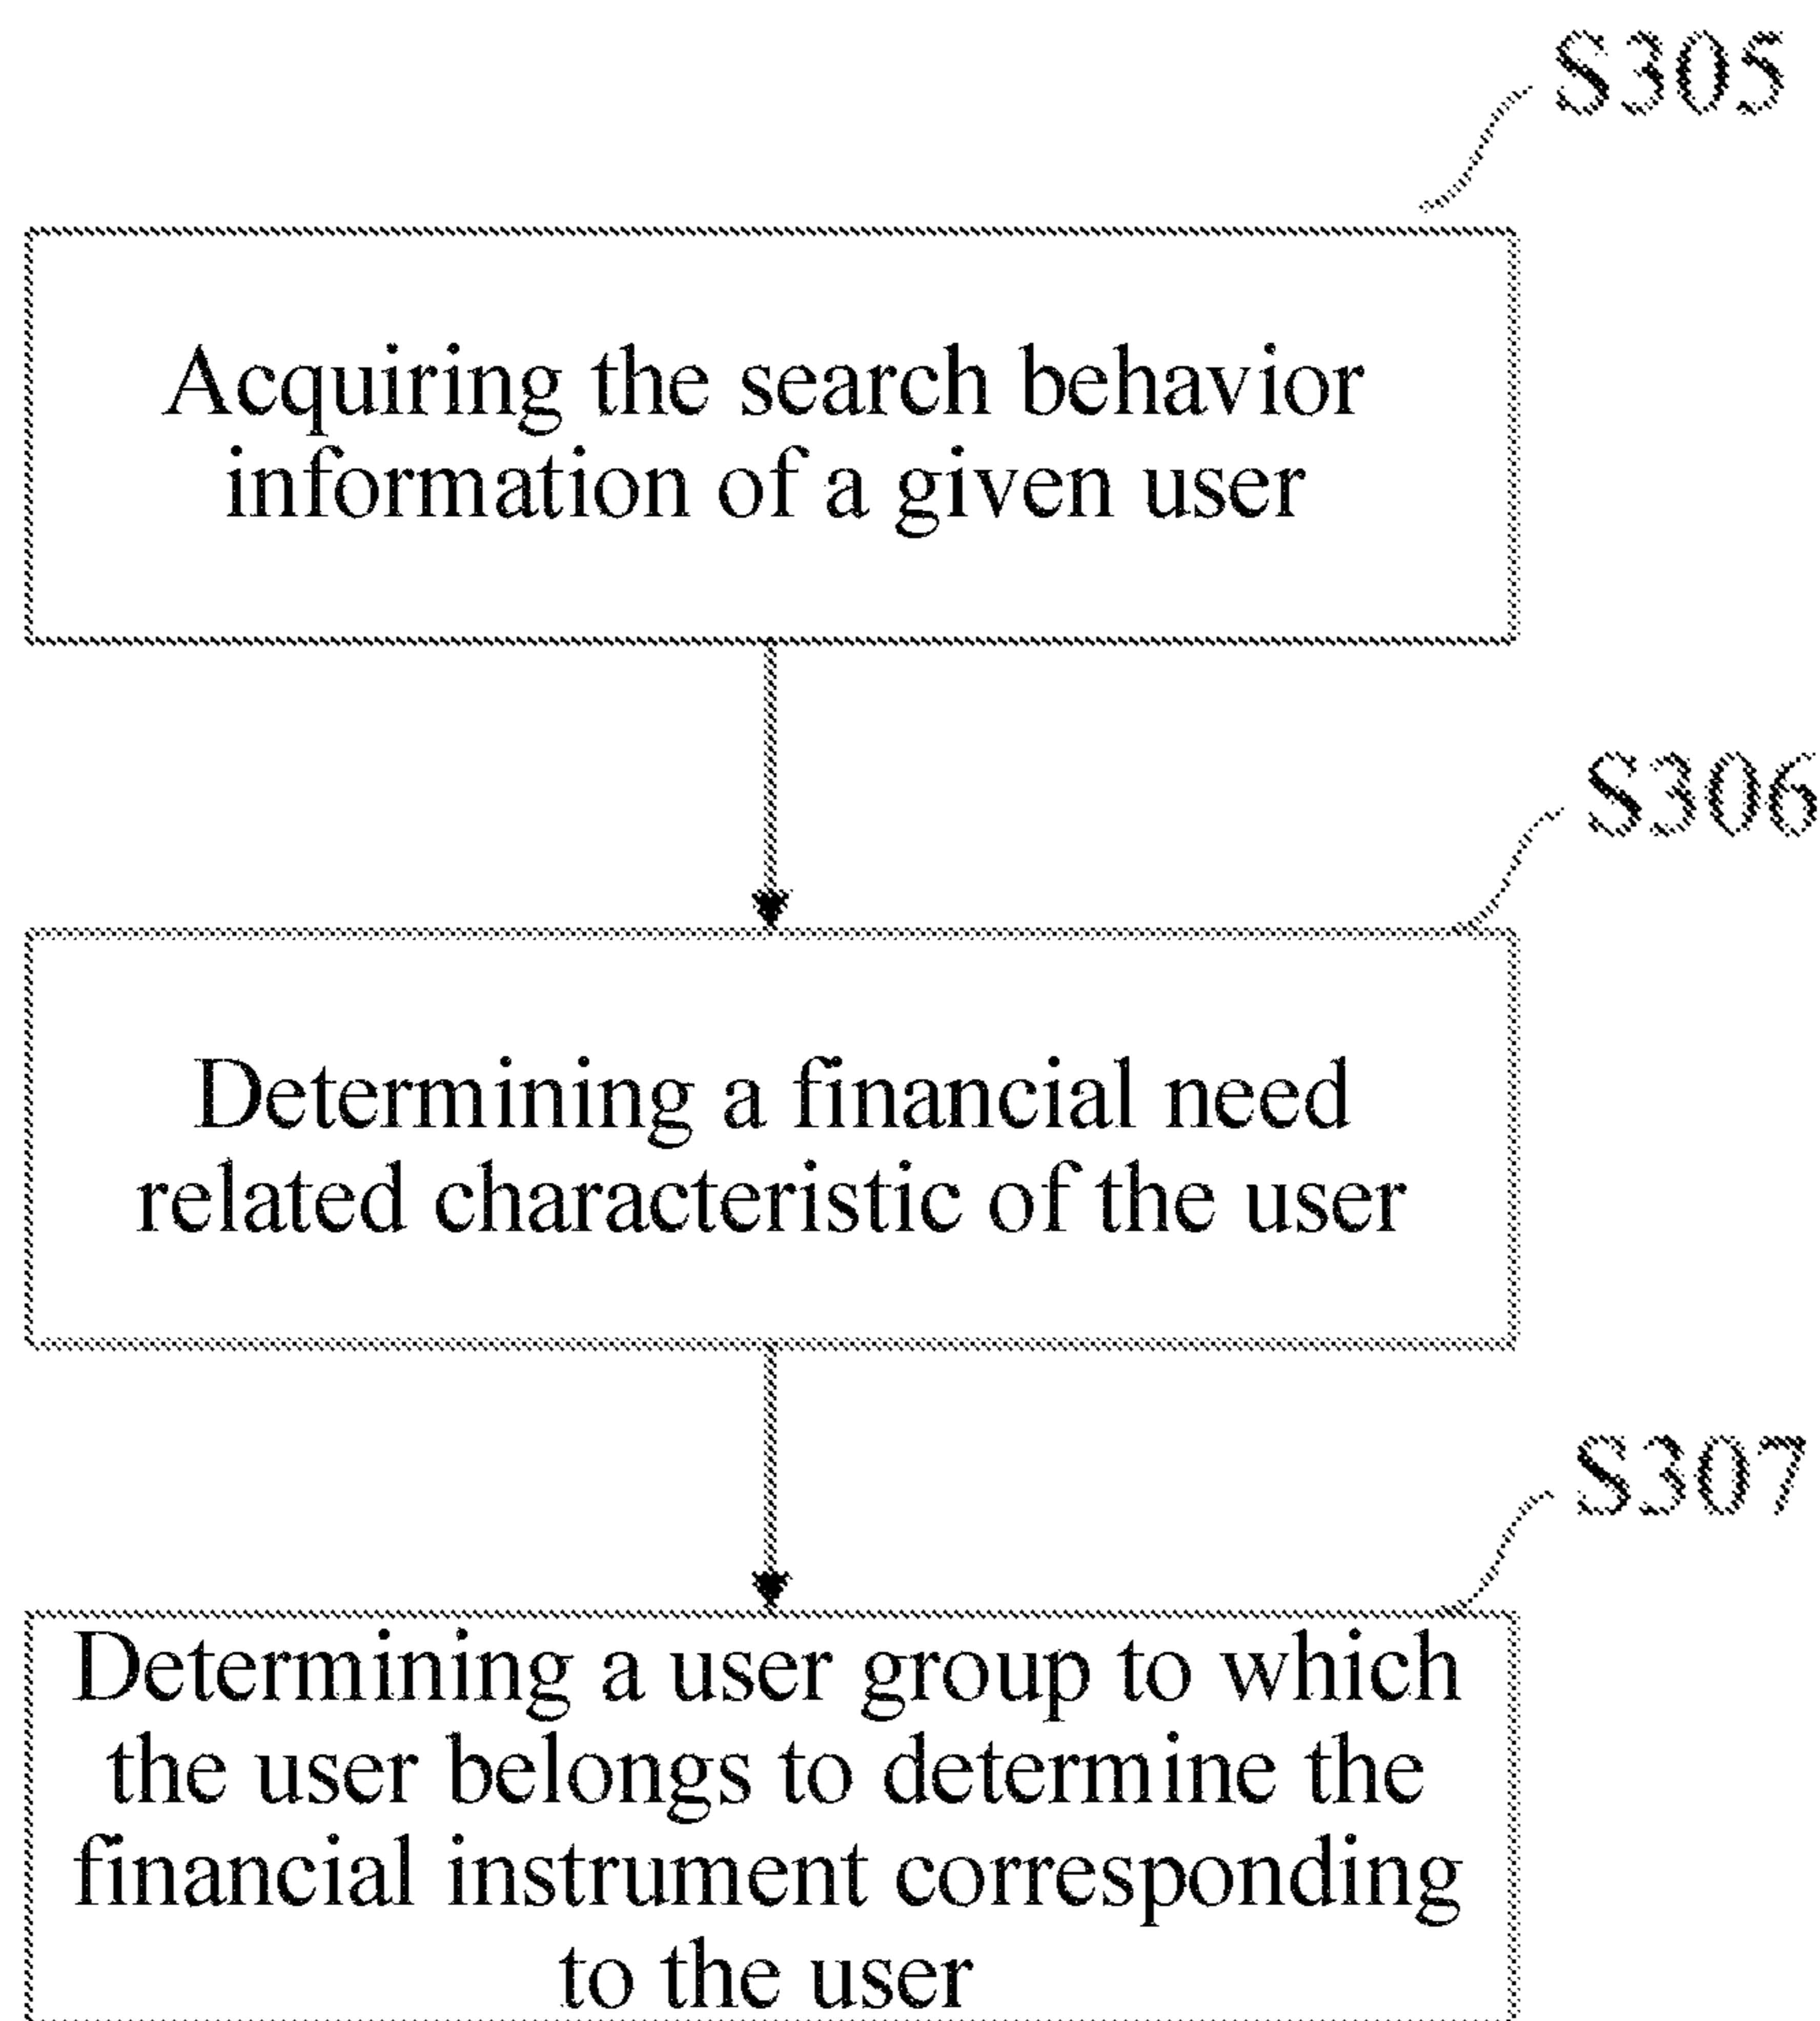 S305
Acquiring the search behavior
information of a given user
S306
Determining a financial need
related characteristic of the user
S307
Determining a user group to which
the user belongs to determine the
financial instrument corresponding
to the user